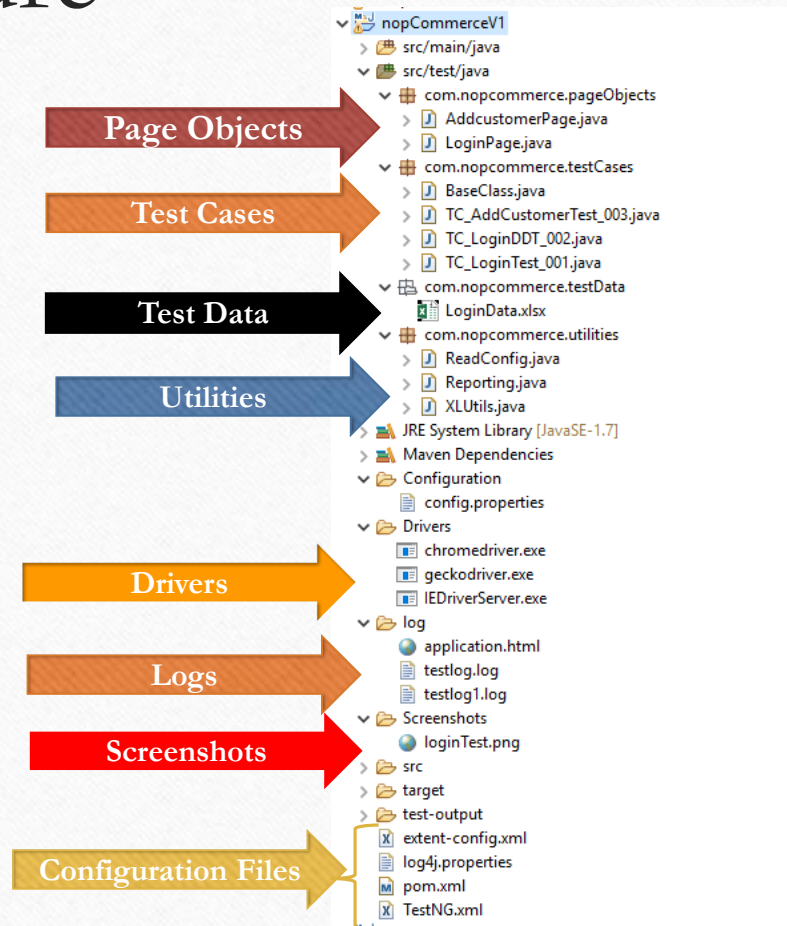 nopCommerceV1
src/main/java
src/test/java
Page Objects
com.nopcommerce.pageObjects
AddcustomerPage.java
LoginPage.java
Test Cases
com.nopcommerce.testCases
BaseClass.java
TC_AddCustomerTest_003.java
TC_LoginDDT_002.java
TC_LoginTest_001.java
Test Data
com.nopcommerce.testData
LoginData.xlsx
Utilities
com.nopcommerce.utilities
ReadConfig.java
Reporting.java
XLUtils.java
JRE System Library [JavaSE-1.7]
Maven Dependencies
Configuration
config.properties
Drivers
Drivers
chromedriver.exe
geckodriver.exe
IEDriverServer.exe
Logs
log
application.html
testlog.log
testlog1.log
Screenshots
Screenshots
loginTest.png
src
target
test-output
Configuration Files
extent-config.xml
log4j.properties
pom.xml
TestNG.xml